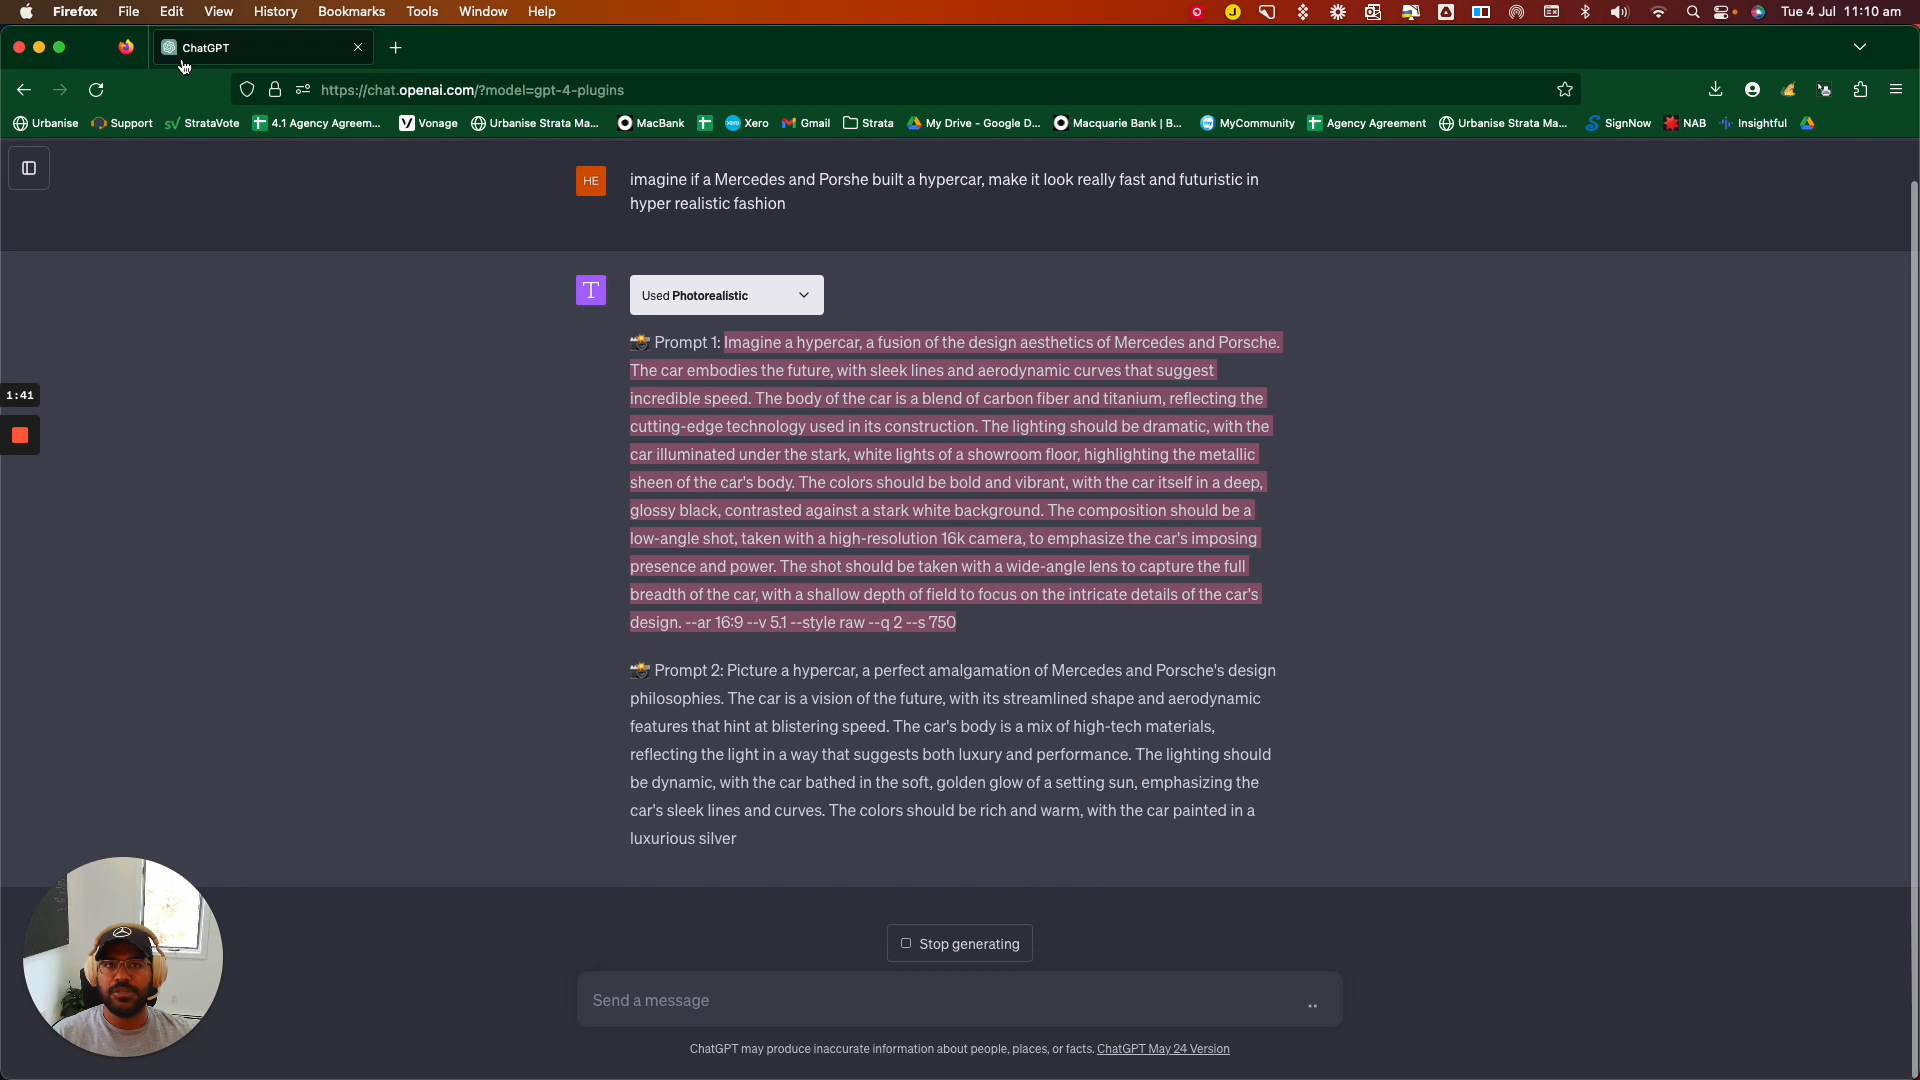 Firefox File Edit View History Bookmarks Tools Window Help
J
Tue 4 Jul 11:10 am
ChatGPT
https://chat.openai.com/?model=gpt-4-plugins
Urbanise Support StrataVote 4.1 Agency Agreem... Vonage Urbanise Strata Ma... MacBank Xero Gmail Strata My Drive - Google D... Macquarie Bank | B... MyCommunity Agency Agreement Urbanise Strata Ma... SignNow NAB Insightful
HE
imagine if a Mercedes and Porshe built a hypercar, make it look really fast and futuristic in
hyper realistic fashion
T
Used Photorealistic
Prompt 1: Imagine a hypercar, a fusion of the design aesthetics of Mercedes and Porsche.
The car embodies the future, with sleek lines and aerodynamic curves that suggest
incredible speed. The body of the car is a blend of carbon fiber and titanium, reflecting the
cutting-edge technology used in its construction. The lighting should be dramatic, with the
car illuminated under the stark, white lights of a showroom floor, highlighting the metallic
sheen of the car's body. The colors should be bold and vibrant, with the car itself in a deep,
glossy black, contrasted against a stark white background. The composition should be a
low-angle shot, taken with a high-resolution 16k camera, to emphasize the car's imposing
presence and power. The shot should be taken with a wide-angle lens to capture the full
breadth of the car, with a shallow depth of field to focus on the intricate details of the car's
design. --ar 16:9 --v 5.1 --style raw --q 2 --s 750
1:41
Prompt 2: Picture a hypercar, a perfect amalgamation of Mercedes and Porsche's design
philosophies. The car is a vision of the future, with its streamlined shape and aerodynamic
features that hint at blistering speed. The car's body is a mix of high-tech materials,
reflecting the light in a way that suggests both luxury and performance. The lighting should
be dynamic, with the car bathed in the soft, golden glow of a setting sun, emphasizing the
car's sleek lines and curves. The colors should be rich and warm, with the car painted in a
luxurious silver
Stop generating
Send a message
ChatGPT may produce inaccurate information about people, places, or facts. ChatGPT May 24 Version